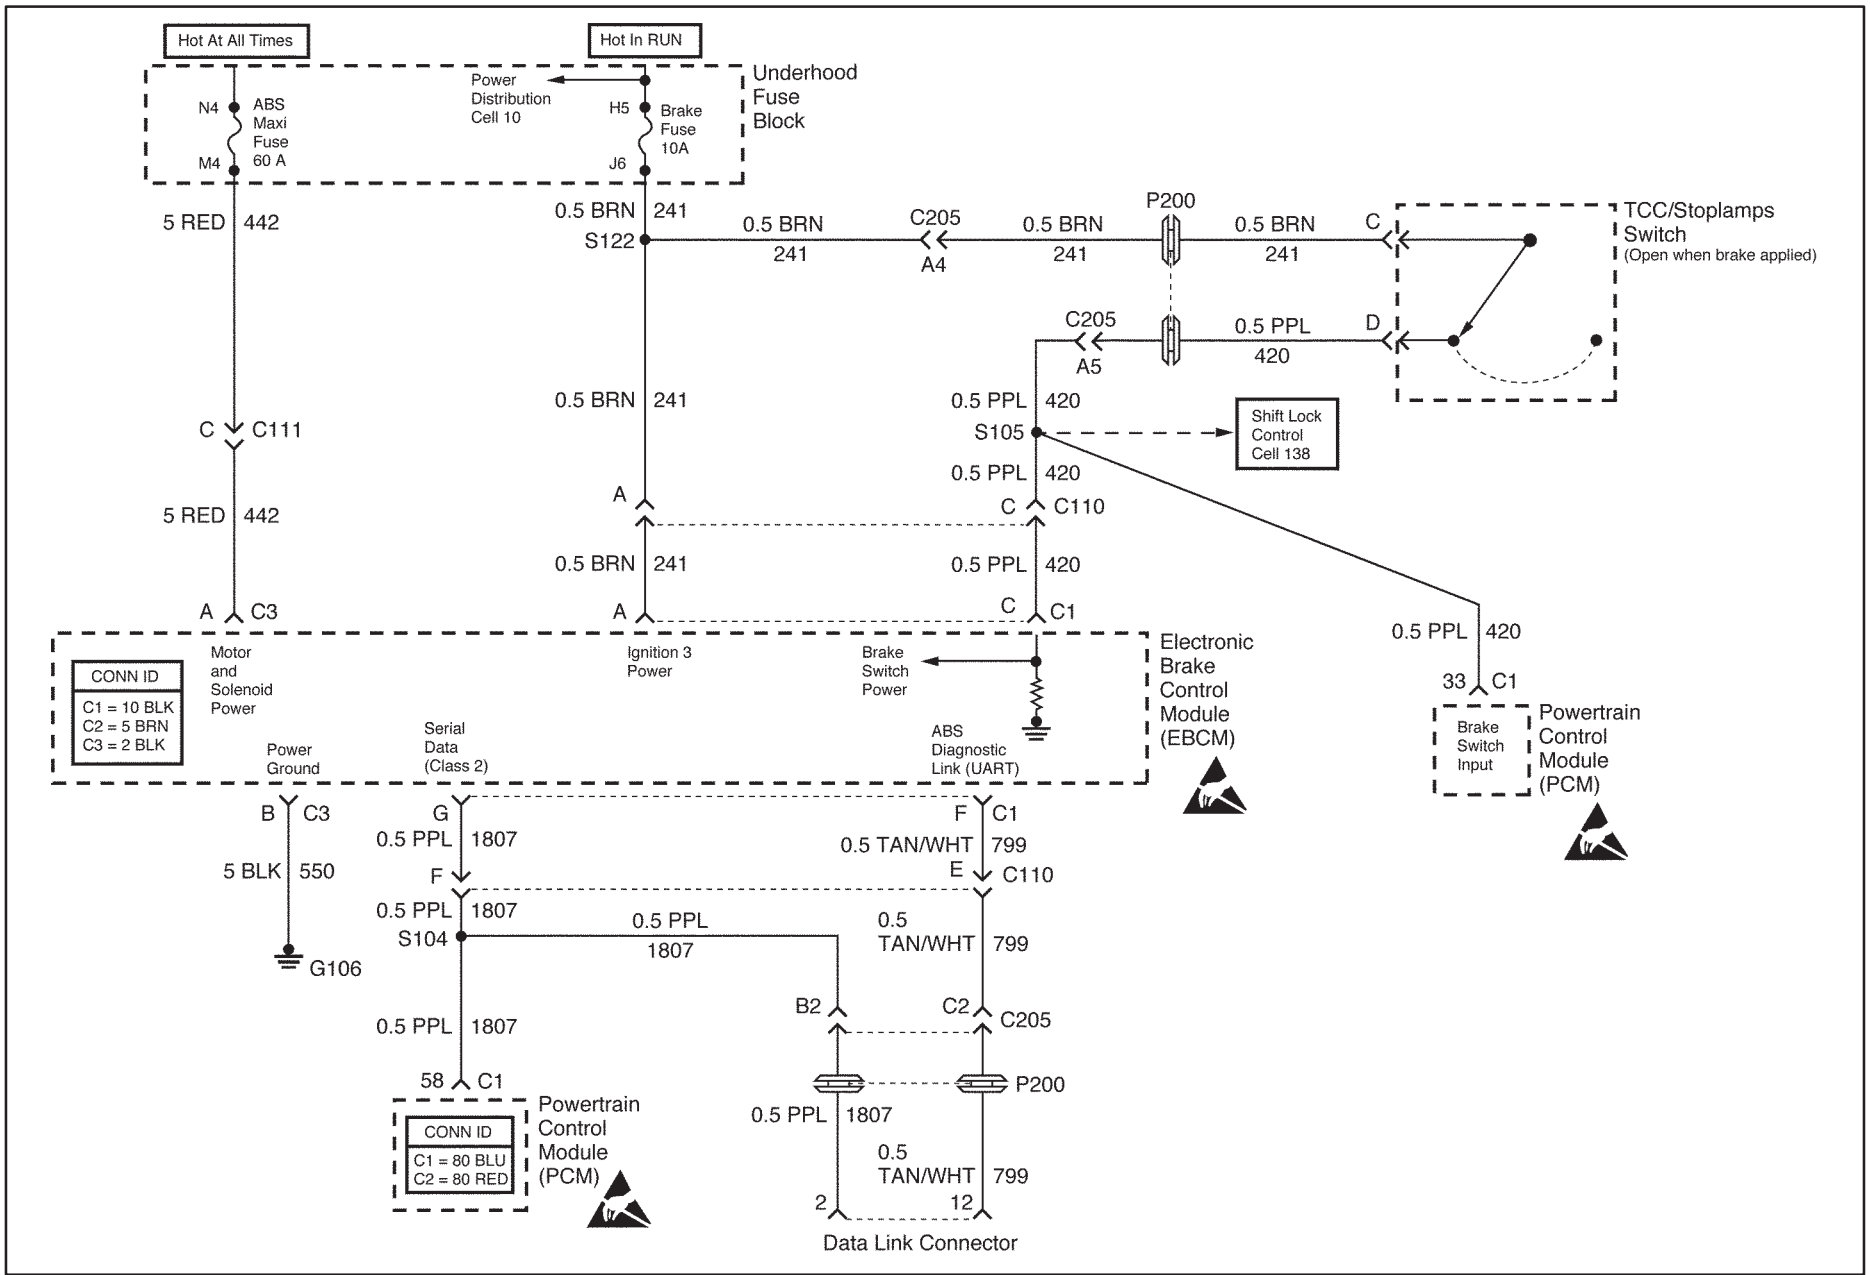 Hot At All Times
Hot In RUN
Underhood
Fuse
Block
Power
Distribution
Cell 10
N4
ABS
Maxi
Fuse
60 A
M4
H5
Brake
Fuse
10A
J6
5 RED 442
0.5 BRN 241
S122
0.5 BRN
241
C205
A4
0.5 BRN
241
P200
0.5 BRN
241
C
TCC/Stoplamps
Switch
(Open when brake applied)
C205
A5
0.5 PPL
420
D
0.5 BRN 241
0.5 PPL 420
S105
Shift Lock
Control
Cell 138
C C111
0.5 PPL 420
A
C C110
5 RED 442
0.5 BRN 241
0.5 PPL 420
A C3
A
C C1
0.5 PPL 420
33 C1
Electronic
Brake
Control
Module
(EBCM)
CONN ID
C1 = 10 BLK
C2 = 5 BRN
C3 = 2 BLK
Motor
and
Solenoid
Power
Ignition 3
Power
Brake
Switch
Power
Power
Ground
Serial
Data
(Class 2)
ABS
Diagnostic
Link (UART)
Brake
Switch
Input
Powertrain
Control
Module
(PCM)
B C3
G
F C1
0.5 PPL 1807
0.5 TAN/WHT 799
5 BLK 550
F
E C110
0.5 PPL 1807
S104
0.5 PPL
1807
0.5
TAN/WHT 799
G106
B2
C2
C205
0.5 PPL 1807
58 C1
P200
Powertrain
Control
Module
(PCM)
CONN ID
C1 = 80 BLU
C2 = 80 RED
0.5 PPL 1807
0.5
TAN/WHT 799
2
12
Data Link Connector